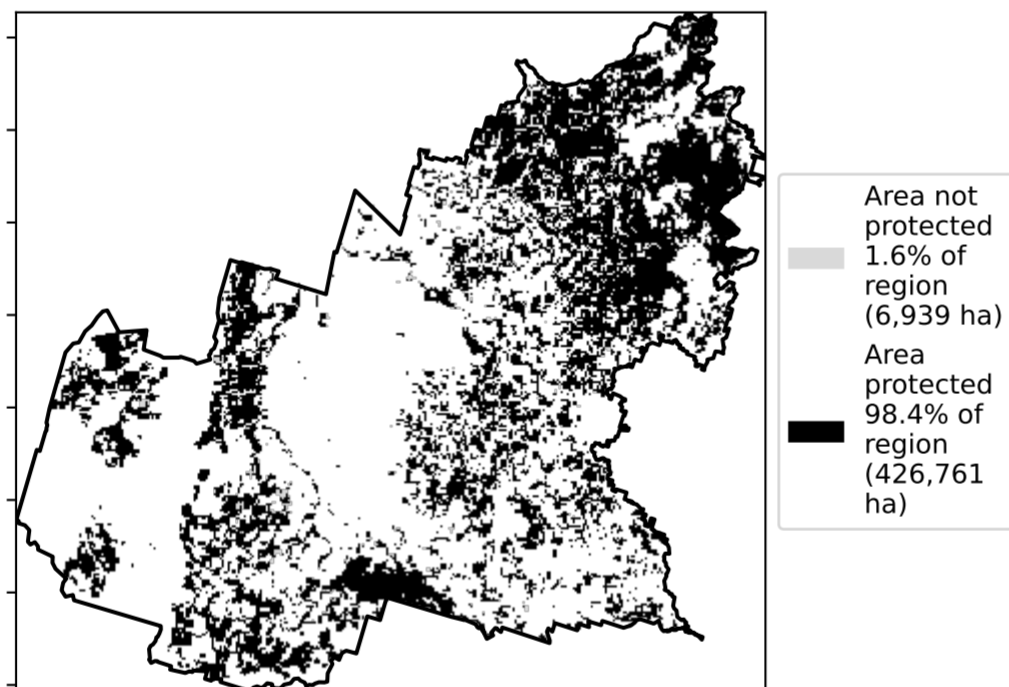 Area not
protected
1.6% of
region
(6,939 ha)
Area
protected
98.4% of
region
(426,761
ha)